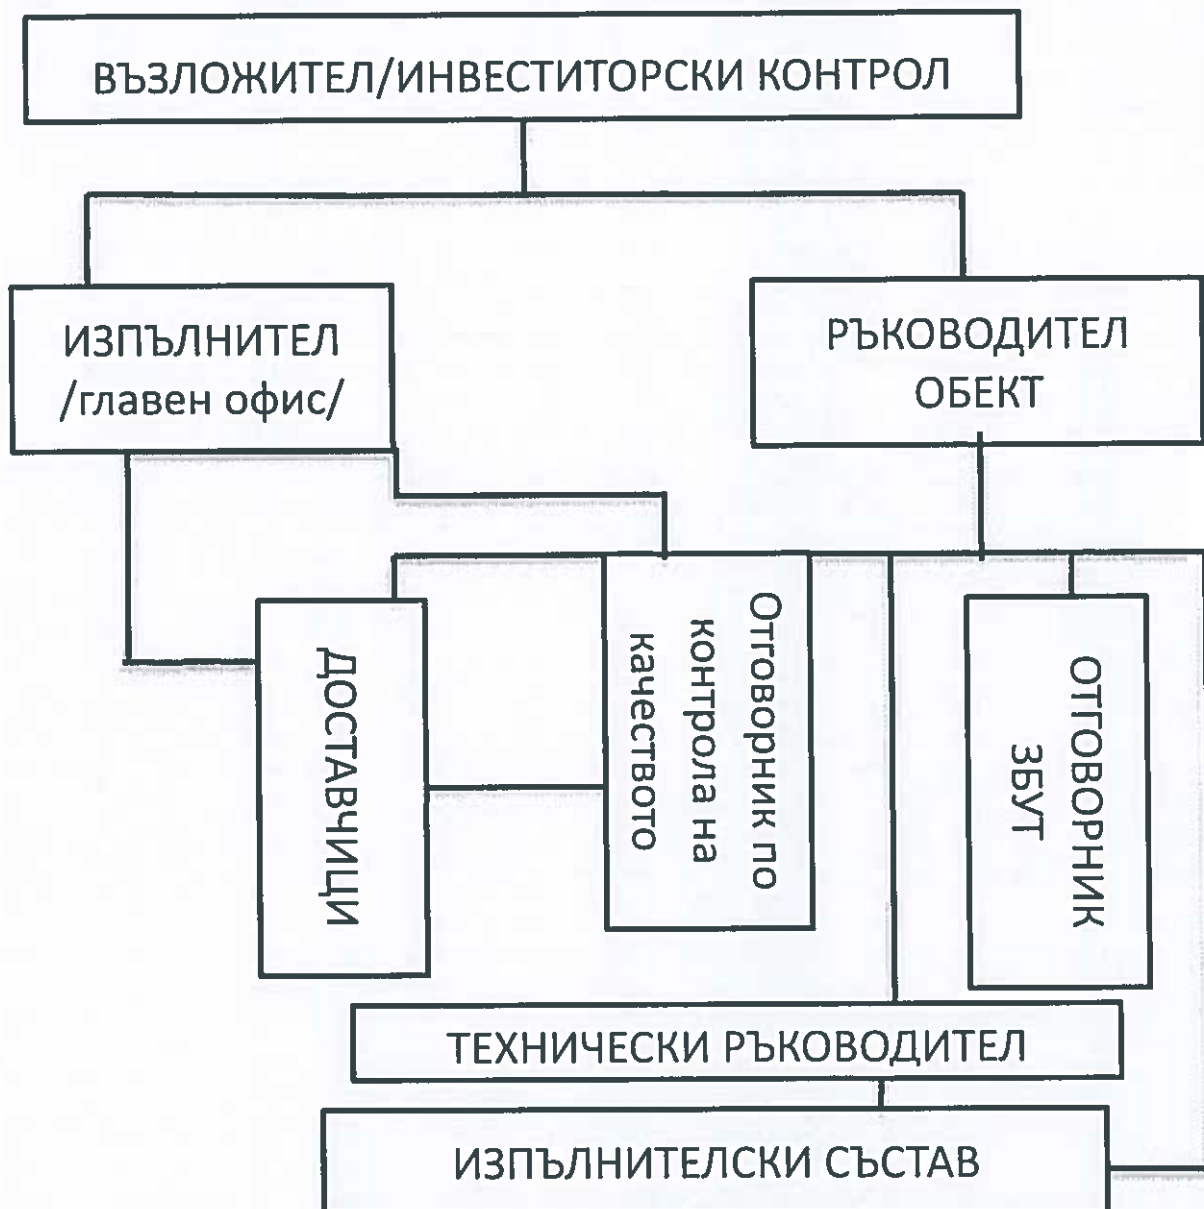 ВЪЗЛОЖИТЕЛ/ИНВЕСТИТОРСКИ КОНТРОЛ
ИЗПЪЛНИТЕЛ
/главен офис/
РЪКОВОДИТЕЛ
ОБЕКТ
ДОСТАВЧИЦИ
Отговорник по
контрола на
качеството
ОТГОВОРНИК
ЗБУТ
ТЕХНИЧЕСКИ РЪКОВОДИТЕЛ
ИЗПЪЛНИТЕЛСКИ СЪСТАВ